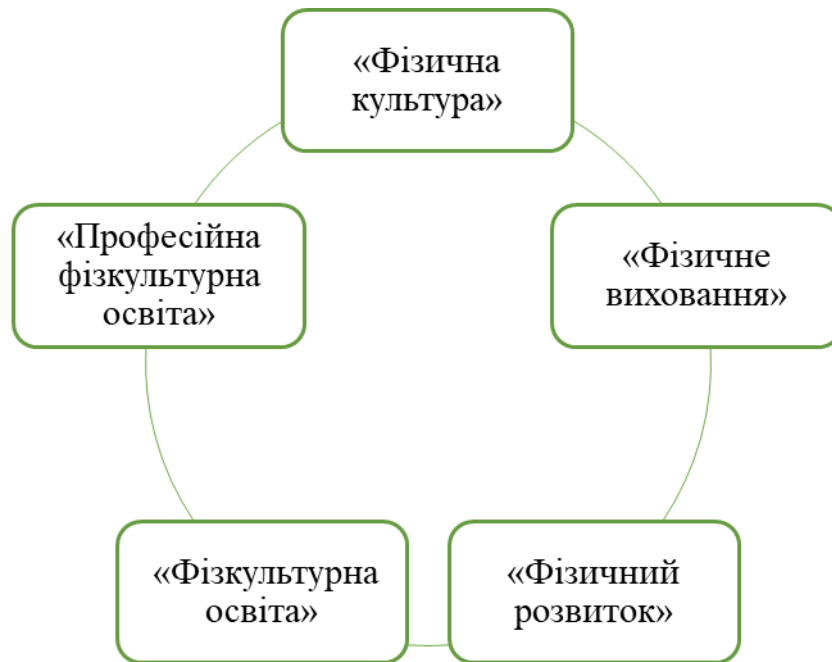 «Фізична
культура»
«Професійна
фізкультурна
освіта»
«Фізичне
виховання»
«Фізкультурна
освіта»
«Фізичний
розвиток»